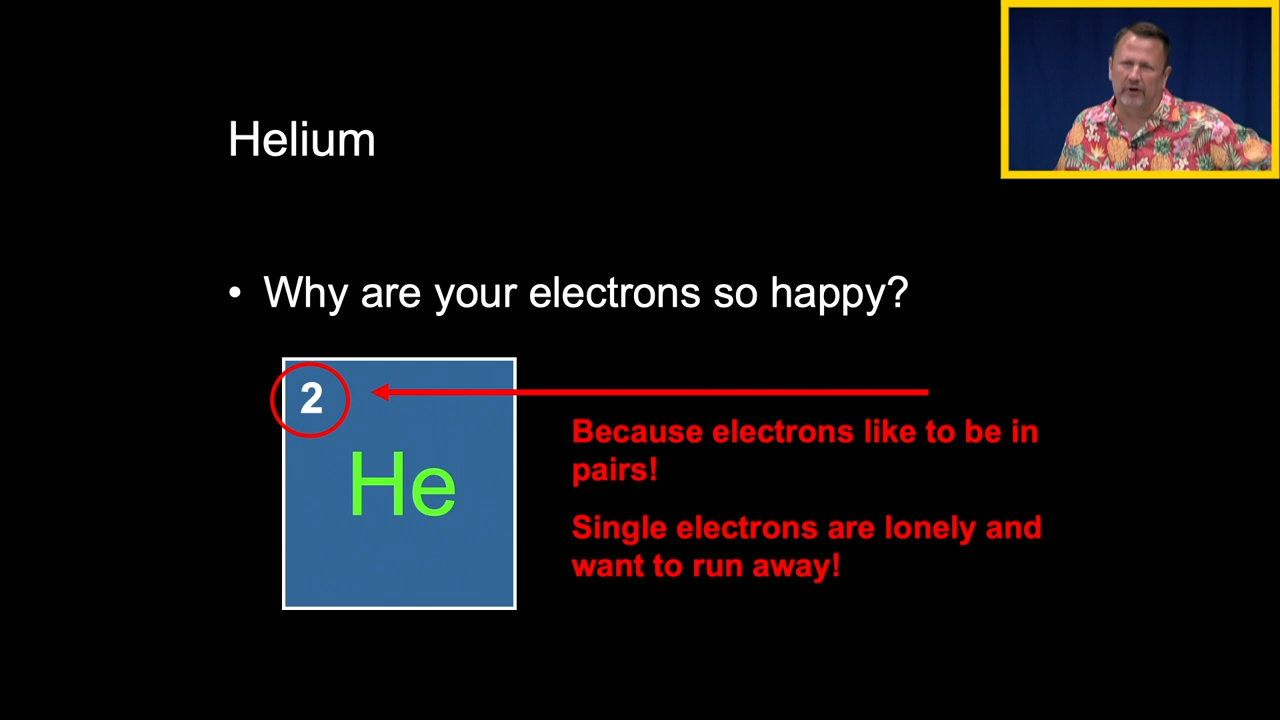 Helium
• Why are your electrons so happy?
2
He
Because electrons like to be in
pairs!
Single electrons are lonely and
want to run away!